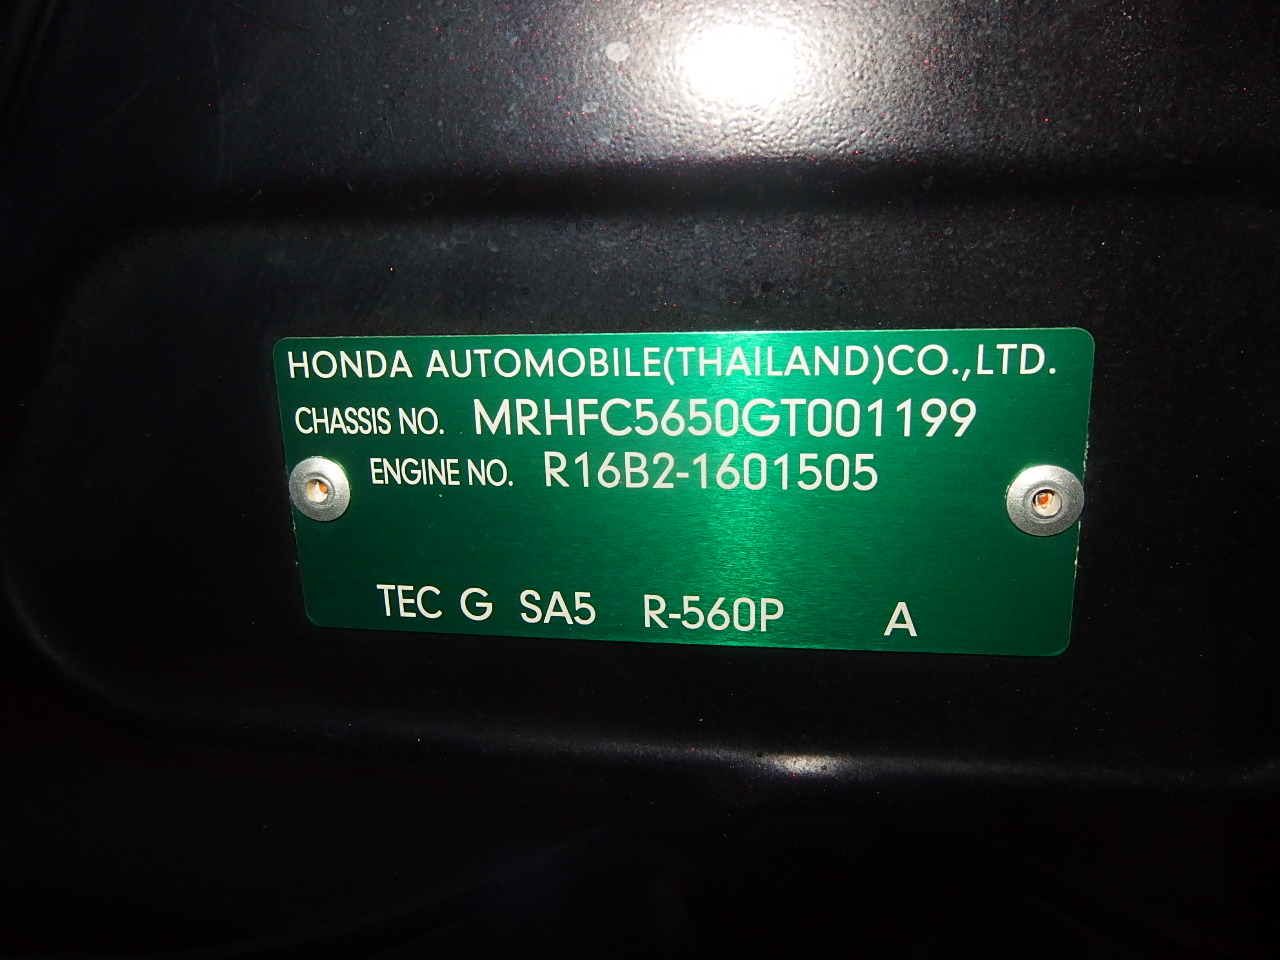 HONDA AUTOMOBILE(THAILAND)CO.,LTD.
CHASSIS NO. MRHFC5650GT001199
ENGINE NO. R16B2-1601505
TEC G SA5 R-560P A